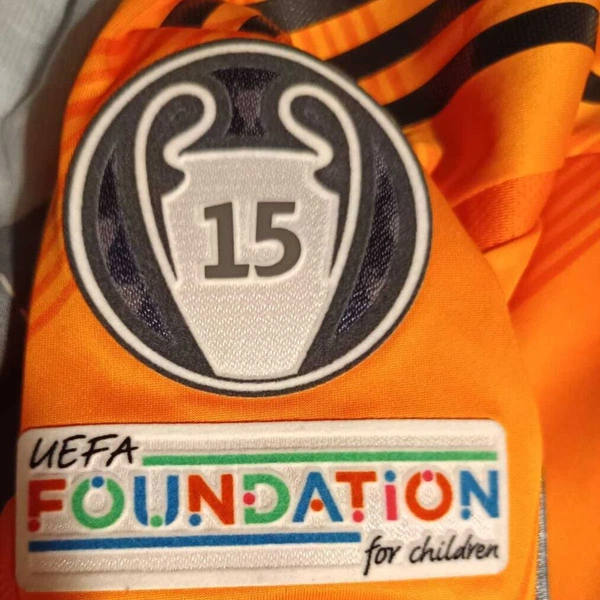 15
UEFA
FOUNDATION
for children